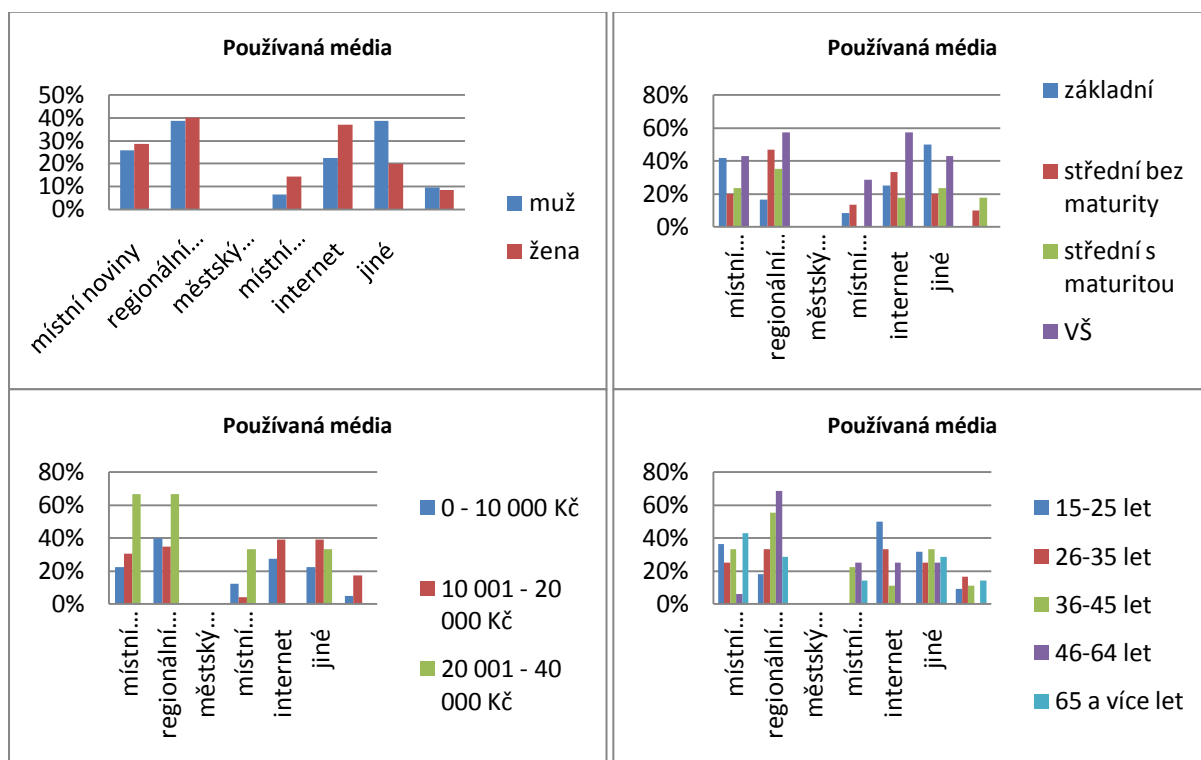 Používaná média
50%
40%
30%
20%
10%
0%
místní noviny
regionální...
městský...
místní...
internet
jiné
muž
žena
Používaná média
80%
60%
40%
20%
0%
místní...
regionální...
městský...
místní...
internet
jiné
základní
střední bez
maturity
střední s
maturitou
VŠ
Používaná média
80%
60%
40%
20%
0%
místní...
regionální...
městský...
místní...
internet
jiné
0 - 10 000 Kč
10 001 - 20
000 Kč
20 001 - 40
000 Kč
Používaná média
80%
60%
40%
20%
0%
místní...
regionální...
městský...
místní...
internet
jiné
15-25 let
26-35 let
36-45 let
46-64 let
65 a více let